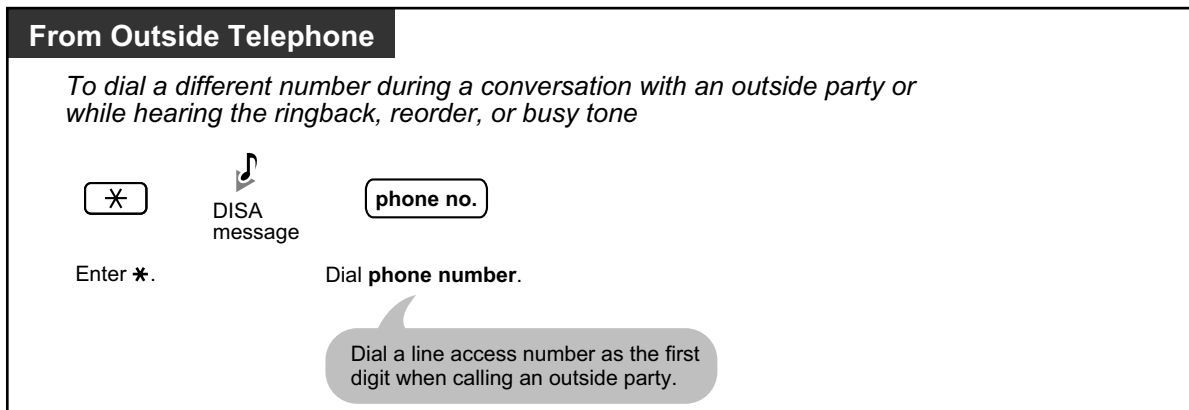 From Outside Telephone
To dial a different number during a conversation with an outside party or
while hearing the ringback, reorder, or busy tone
DISA
message
phone no.
Enter *.
Dial phone number.
Dial a line access number as the first
digit when calling an outside party.